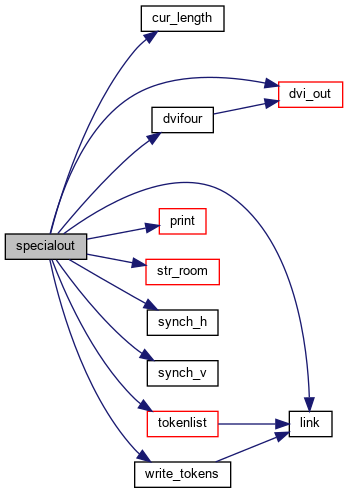 cur_length
dvi_out
dvifour
print
specialout
str_room
synch_h
synch_v
tokenlist
link
write_tokens